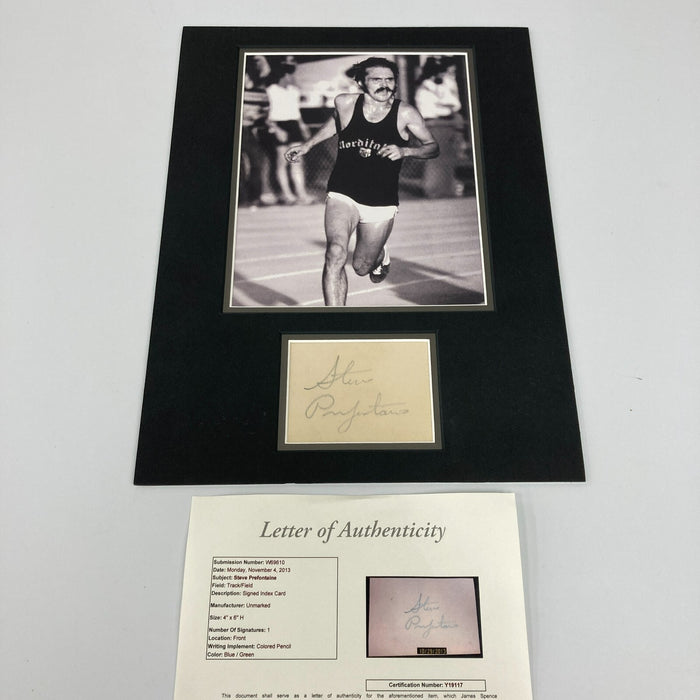 Norditalia
Steve
Prefontaine
Letter of Authenticity
Submission Number: W69610
Date: Monday, November 4, 2013
Subject: Steve Prefontaine
Field: Track/Field
Description: Signed Index Card
Manufacturer: Unmarked
Size: 4" x 6" H
Number Of Signatures: 1
Location: Front
Writing Implement: Colored Pencil
Color: Blue / Green
Steve
Prefontaine
10/29/2013
Certification Number: Y19117
This document shall serve as a letter of authenticity for the aforementioned item, which James Spence